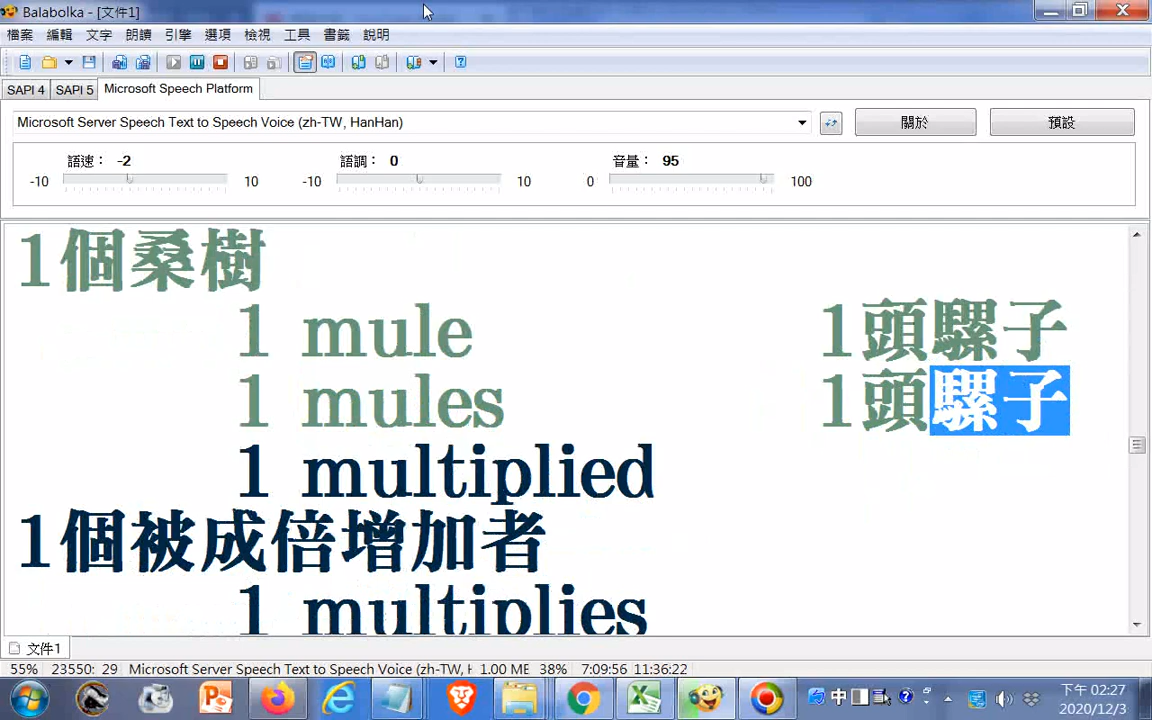 Balabolka - [文件1]
檔案 編輯 文字 朗讀 引擎 選項 檢視 工具 書籤 說明
SAPI 4 SAPI 5 Microsoft Speech Platform
Microsoft Server Speech Text to Speech Voice (zh-TW, HanHan) 關於 預設
語速： -2 語調： 0 音量： 95
-10 10 -10 10 0 100
1個桑樹
1 mule 1頭騾子
1 mules 1頭騾子
1 multiplied
1個被成倍增加者
1 multiplies
文件1
55% 23550: 29 Microsoft Server Speech Text to Speech Voice (zh-TW, H 1.00 ME 38% 7:09:56 11:36:22
中 下午 02:27
2020/12/3